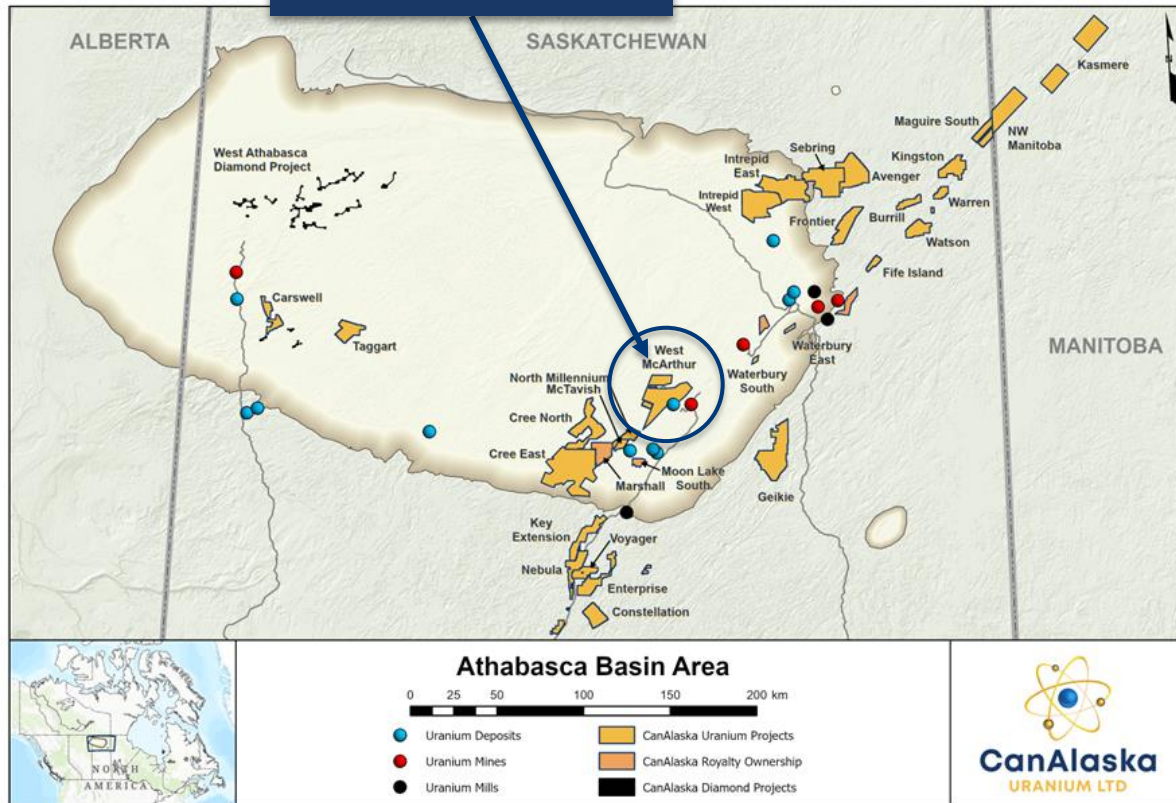 ALBERTA
SASKATCHEWAN
Kasmere
Maguire South
NW
Manitoba
Sebring
Kingston
Intrepid
East
Avenger
West Athabasca
Diamond Project
Intrepid
West
Warren
Burrill
Frontier
Watson
Fife Island
Carswell
Taggart
Waterbury
East
MANITOBA
West
McArthur
Waterbury
South
North Millennium
McTavish
Cree North
Cree East
Moon Lake
South
Marshall
Geikie
Key
Extension
Voyager
Nebula
Enterprise
Constellation
NORTH
AMERICA
Athabasca Basin Area
0 25 50 100 150 200 km
Uranium Deposits
CanAlaska Uranium Projects
Uranium Mines
CanAlaska Royalty Ownership
Uranium Mills
CanAlaska Diamond Projects
CanAlaska
URANIUM LTD